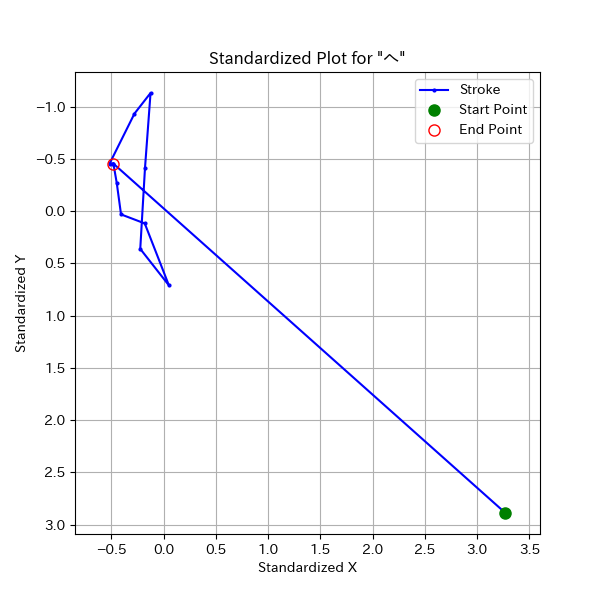 Standardized Plot for "へ"
Stroke
Start Point
End Point
−1.0
−0.5
0.0
0.5
1.0
1.5
2.0
2.5
3.0
Standardized Y
−0.5 0.0 0.5 1.0 1.5 2.0 2.5 3.0 3.5
Standardized X